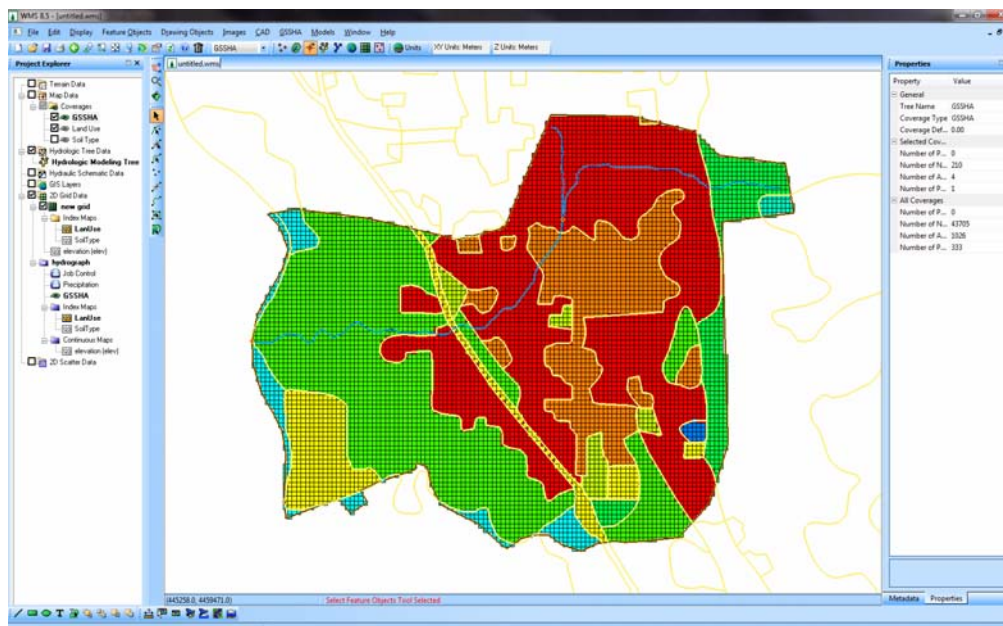 WMS 8.5 - [untitled.wms]
File Edit Display Feature Objects Drawing Objects Images CAD GSSHA Models Window Help
GSSHA Units XY Units: Meters Z Units: Meters
Project Explorer
untitled.wms
Properties
Terrain Data
Map Data
Coverages
GSSHA
Land Use
Soil Type
Hydrologic Tree Data
Hydrologic Modeling Tree
Hydraulic Schematic Data
GIS Layers
2D Grid Data
new grid
Index Maps
LanUse
SoilType
elevation (elev)
hydrograph
Job Control
Precipitation
GSSHA
Index Maps
LanUse
SoilType
Continuous Maps
elevation (elev)
2D Scatter Data
Property Value
General
Tree Name GSSHA
Coverage Type GSSHA
Coverage Def... 0.00
Selected Cov...
Number of P... 0
Number of N... 210
Number of A... 4
Number of P... 1
All Coverages
Number of P... 0
Number of N... 43705
Number of A... 1026
Number of P... 333
(445258.0, 4459471.0) Select Feature Objects Tool Selected
Metadata Properties